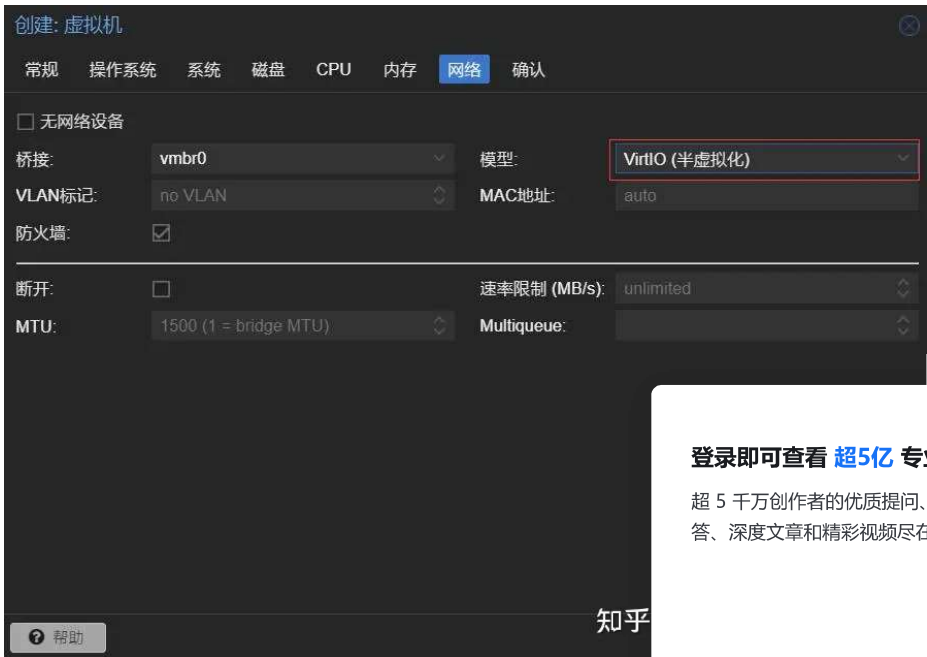 创建: 虚拟机
常规 操作系统 系统 磁盘 CPU 内存 网络 确认
无网络设备
桥接: vmbr0 模型: VirtIO (半虚拟化)
VLAN标记: no VLAN MAC地址: auto
防火墙:
断开: 速率限制 (MB/s): unlimited
MTU: 1500 (1 = bridge MTU) Multiqueue:
登录即可查看 超5亿 专
超 5 千万创作者的优质提问、
答、深度文章和精彩视频尽在
知乎
帮助